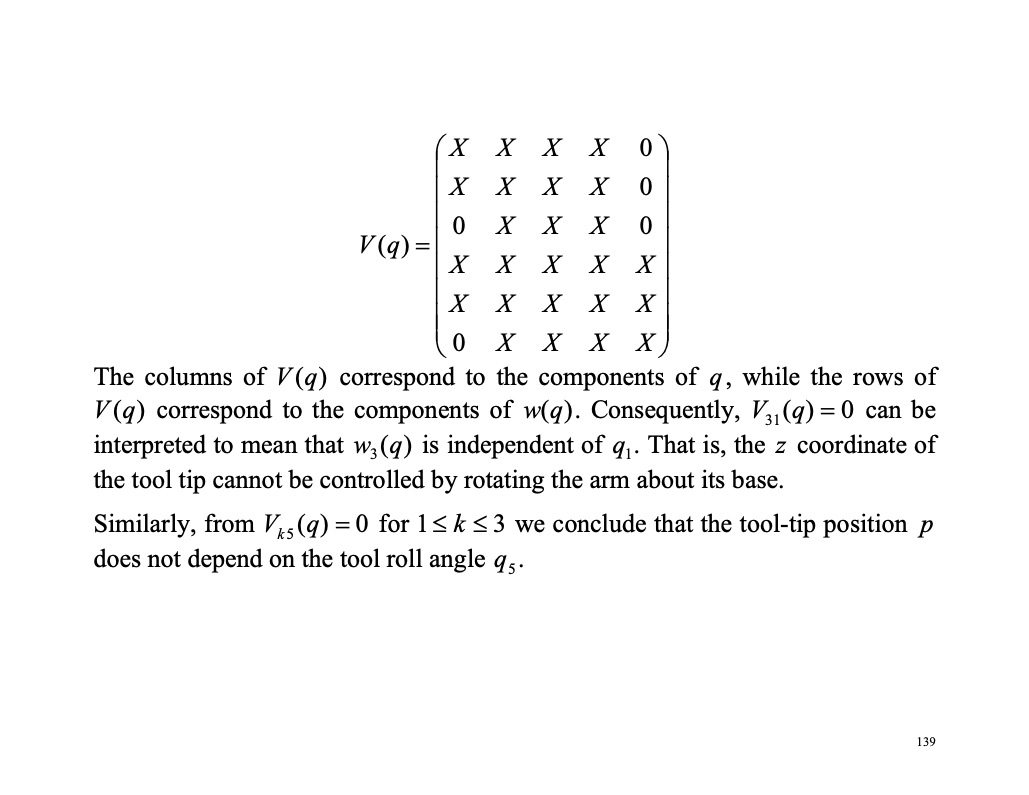 X X X X 0
X X X X 0
0 X X X 0
V(q) =
X X X X X
X X X X X
0 X X X X
The columns of V(q) correspond to the components of q, while the rows of
V(q) correspond to the components of w(q). Consequently, V₃₁(q) = 0 can be
interpreted to mean that w₃(q) is independent of q₁. That is, the z coordinate of
the tool tip cannot be controlled by rotating the arm about its base.
Similarly, from Vₖ₅(q) = 0 for 1 ≤ k ≤ 3 we conclude that the tool-tip position p
does not depend on the tool roll angle q₅.
139